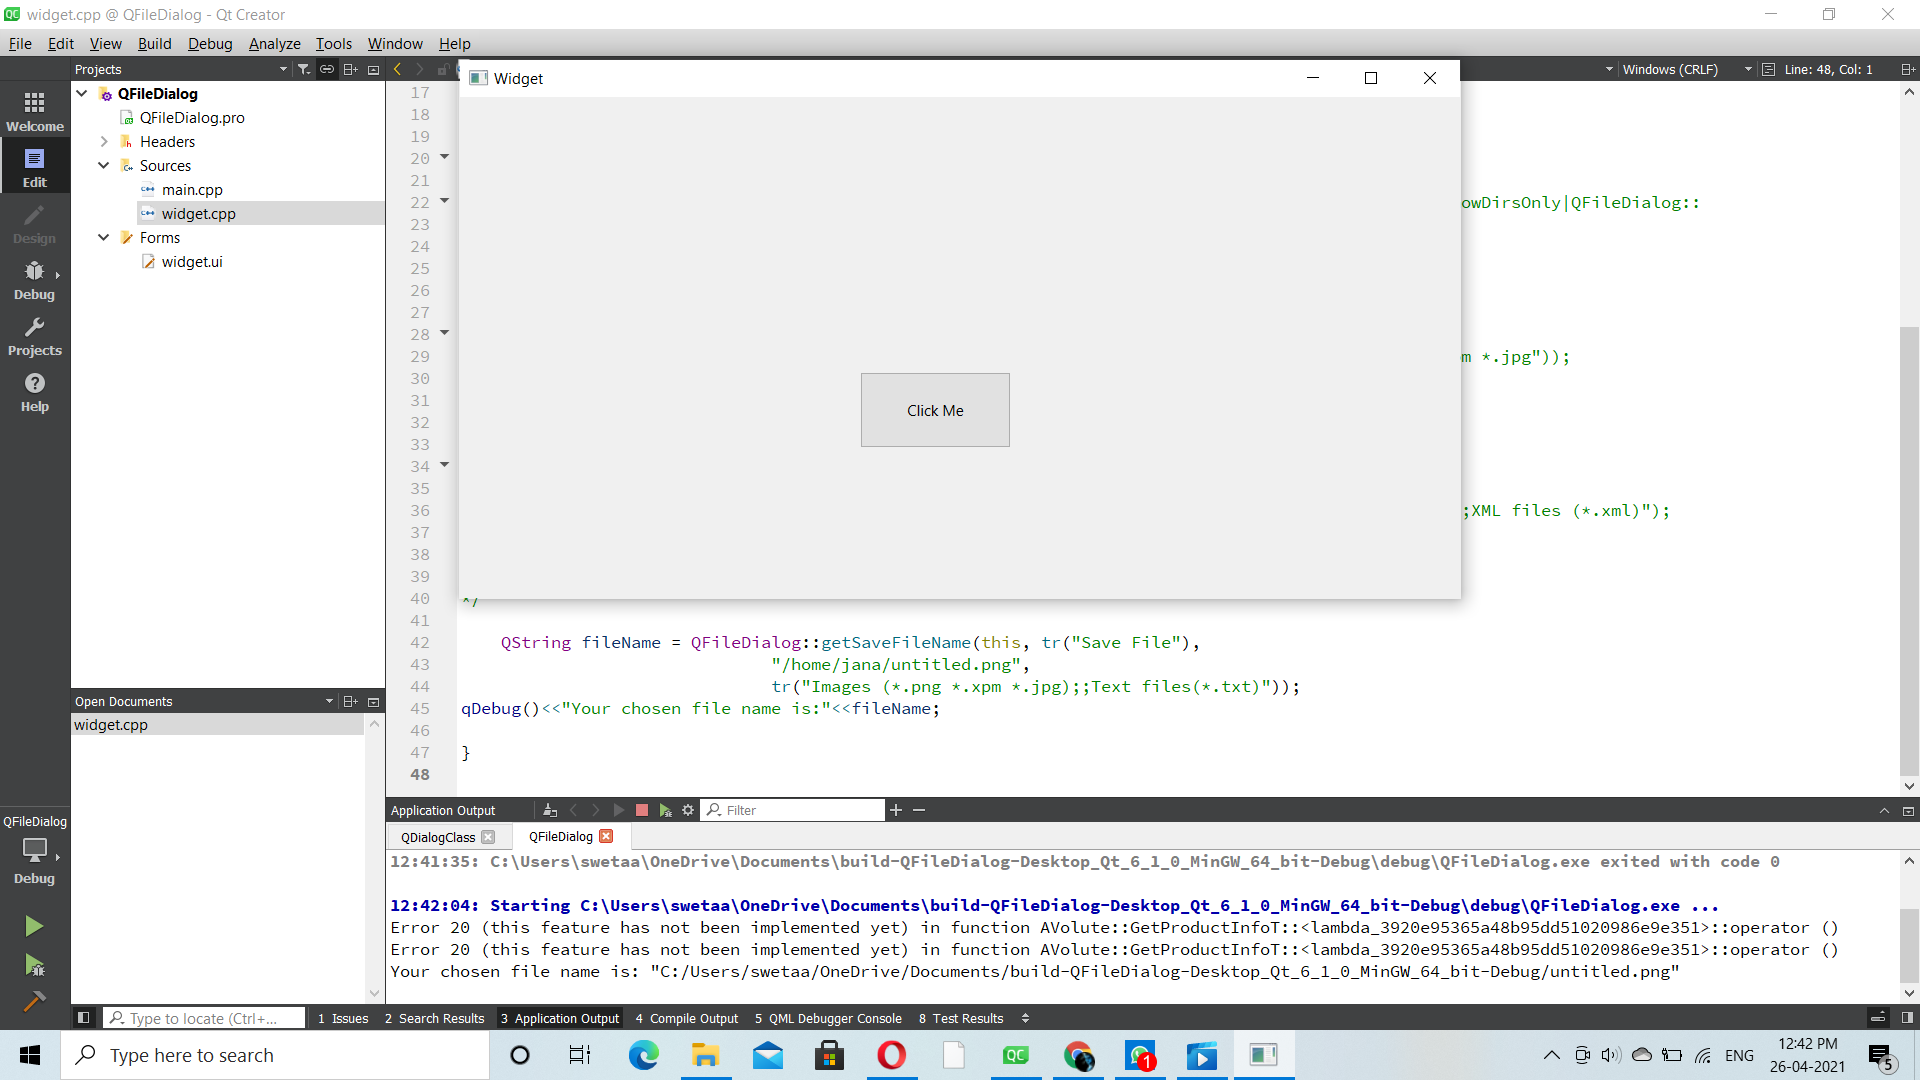 widget.cpp @ QFileDialog - Qt Creator
File Edit View Build Debug Analyze Tools Window Help
Projects
Windows (CRLF) Line: 48, Col: 1
Welcome
Edit
Design
Debug
Projects
Help
QFileDialog
QFileDialog.pro
Headers
Sources
main.cpp
widget.cpp
Forms
widget.ui
Open Documents
widget.cpp
QFileDialog
Debug
Widget
Click Me
17
18
19
20
21
22 owDirsOnly|QFileDialog::
23
24
25
26
27
28
29 m *.jpg"));
30
31
32
33
34
35
36 ;XML files (*.xml)");
37
38
39
40 */
41
42 QString fileName = QFileDialog::getSaveFileName(this, tr("Save File"),
43 "/home/jana/untitled.png",
44 tr("Images (*.png *.xpm *.jpg);;Text files(*.txt)"));
45 qDebug()<<"Your chosen file name is:"<<fileName;
46
47 }
48
Application Output Filter
QDialogClass QFileDialog
12:41:35: C:\Users\swetaa\OneDrive\Documents\build-QFileDialog-Desktop_Qt_6_1_0_MinGW_64_bit-Debug\debug\QFileDialog.exe exited with code 0
12:42:04: Starting C:\Users\swetaa\OneDrive\Documents\build-QFileDialog-Desktop_Qt_6_1_0_MinGW_64_bit-Debug\debug\QFileDialog.exe ...
Error 20 (this feature has not been implemented yet) in function AVolute::GetProductInfoT::<lambda_3920e95365a48b95dd51020986e9e351>::operator ()
Error 20 (this feature has not been implemented yet) in function AVolute::GetProductInfoT::<lambda_3920e95365a48b95dd51020986e9e351>::operator ()
Your chosen file name is: "C:/Users/swetaa/OneDrive/Documents/build-QFileDialog-Desktop_Qt_6_1_0_MinGW_64_bit-Debug/untitled.png"
Type to locate (Ctrl+... 1 Issues 2 Search Results 3 Application Output 4 Compile Output 5 QML Debugger Console 8 Test Results
Type here to search
QC
1
ENG
12:42 PM
26-04-2021
5